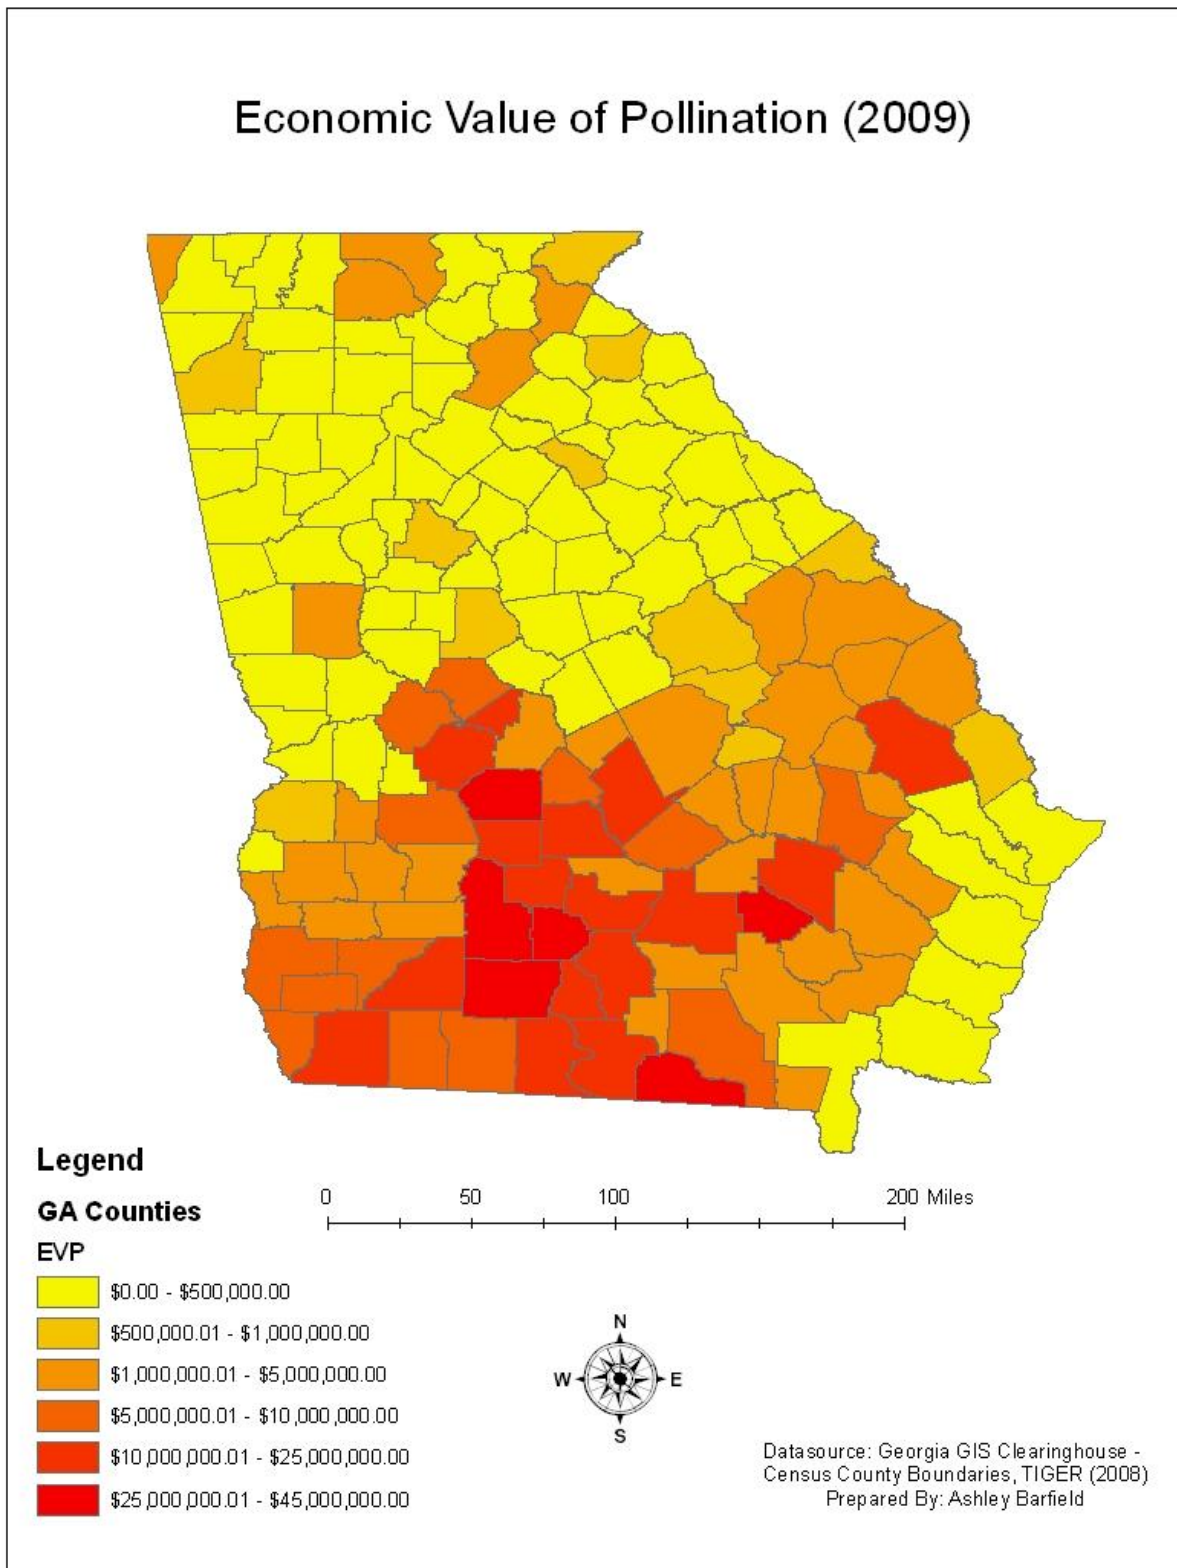 Economic Value of Pollination (2009)
Legend
GA Counties
EVP
$0.00 - $500,000.00
$500,000.01 - $1,000,000.00
$1,000,000.01 - $5,000,000.00
$5,000,000.01 - $10,000,000.00
$10,000,000.01 - $25,000,000.00
$25,000,000.01 - $45,000,000.00
0 50 100 200 Miles
N
W E
S
Datasource: Georgia GIS Clearinghouse -
Census County Boundaries, TIGER (2008)
Prepared By: Ashley Barfield